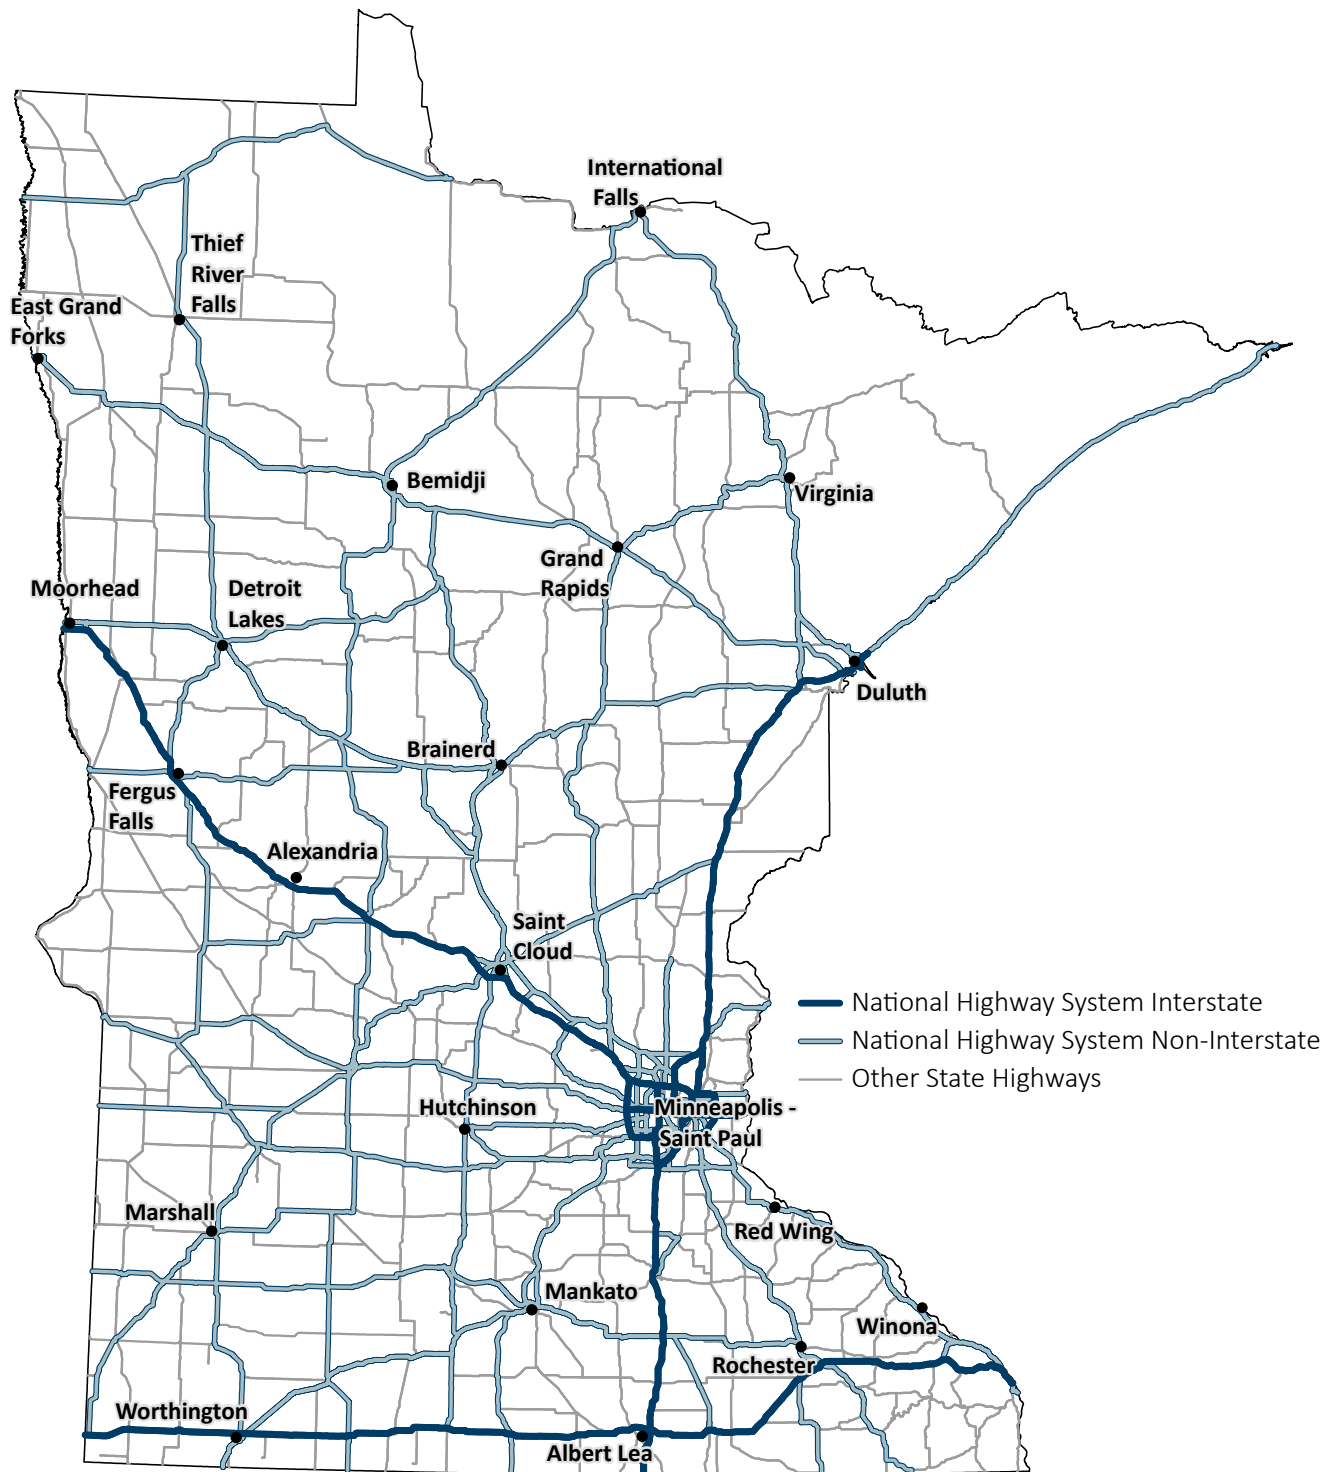 International
Falls
Thief
River
Falls
East Grand
Forks
Bemidji
Virginia
Grand
Rapids
Moorhead
Detroit
Lakes
Duluth
Brainerd
Fergus
Falls
Alexandria
Saint
Cloud
National Highway System Interstate
National Highway System Non-Interstate
Other State Highways
Hutchinson
Minneapolis -
Saint Paul
Marshall
Red Wing
Mankato
Winona
Rochester
Worthington
Albert Lea